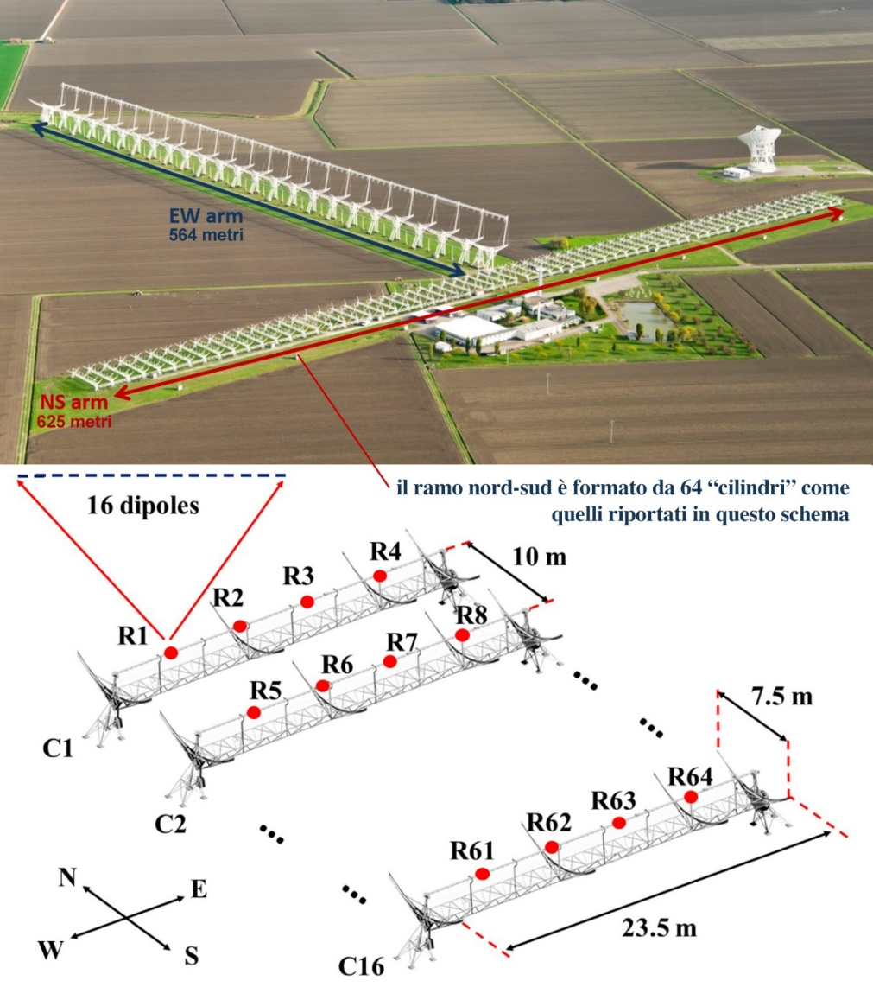 EW arm
564 metri
NS arm
625 metri
il ramo nord-sud è formato da 64 “cilindri” come
quelli riportati in questo schema
16 dipoles
R1
R2
R3
R4
10 m
R5
R6
R7
R8
C1
C2
7.5 m
R61
R62
R63
R64
23.5 m
C16
N
E
W
S